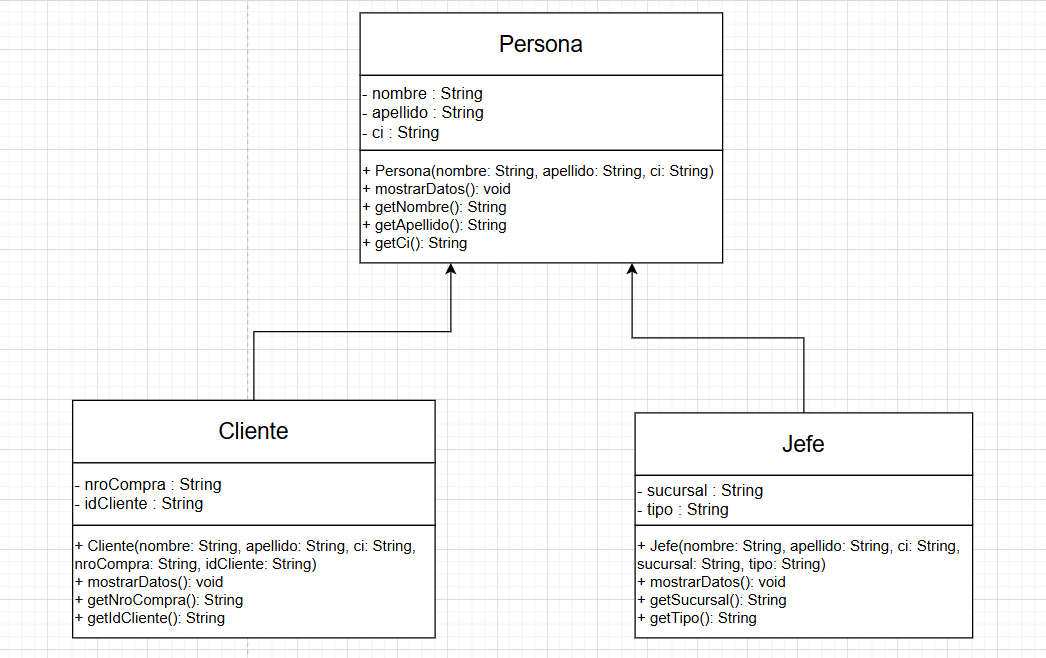 Persona
- nombre : String
- apellido : String
- ci : String
+ Persona(nombre: String, apellido: String, ci: String)
+ mostrarDatos(): void
+ getNombre(): String
+ getApellido(): String
+ getCi(): String
Cliente
- nroCompra : String
- idCliente : String
+ Cliente(nombre: String, apellido: String, ci: String,
nroCompra: String, idCliente: String)
+ mostrarDatos(): void
+ getNroCompra(): String
+ getIdCliente(): String
Jefe
- sucursal : String
- tipo : String
+ Jefe(nombre: String, apellido: String, ci: String,
sucursal: String, tipo: String)
+ mostrarDatos(): void
+ getSucursal(): String
+ getTipo(): String